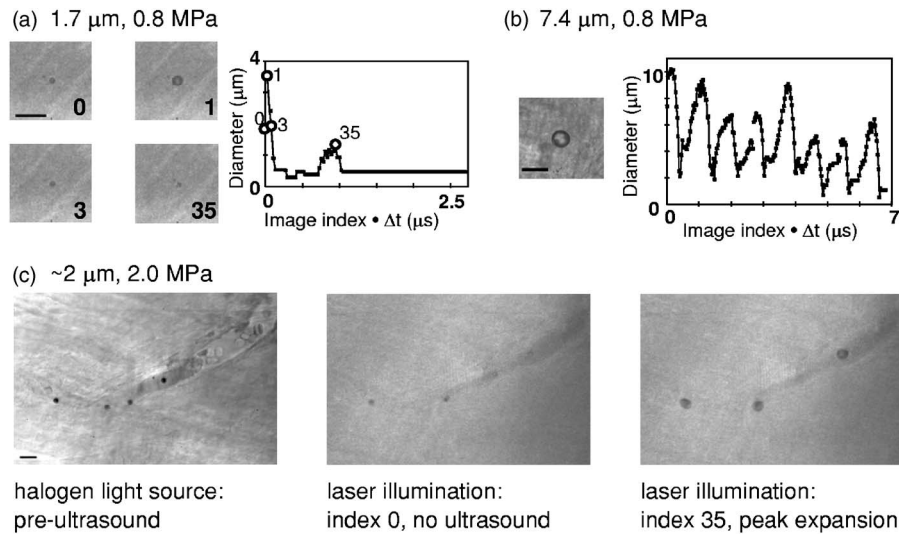 (a) 1.7 μm, 0.8 MPa
0
1
3
35
Diameter (μm)
4
0
0
1
3
35
0
2.5
Image index • Δt (μs)
(b) 7.4 μm, 0.8 MPa
Diameter (μm)
10
0
0
7
Image index • Δt (μs)
(c) ~2 μm, 2.0 MPa
halogen light source:
pre-ultrasound
laser illumination:
index 0, no ultrasound
laser illumination:
index 35, peak expansion